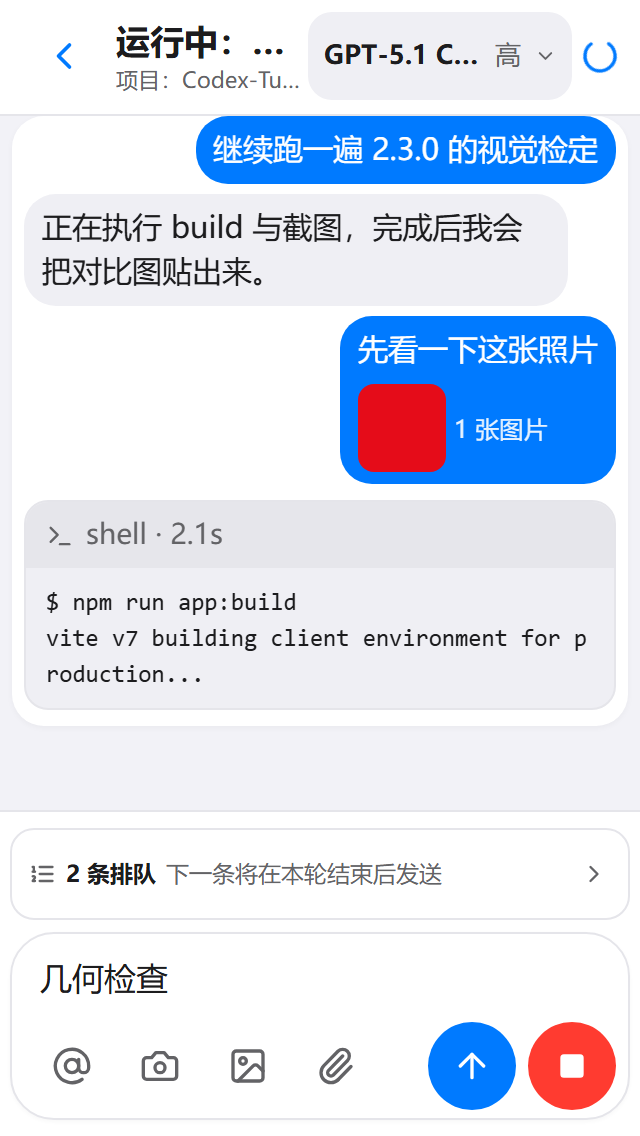 运行中：...
项目：Codex-Tu...
GPT-5.1 C... 高
继续跑一遍 2.3.0 的视觉检定
正在执行 build 与截图，完成后我会
把对比图贴出来。
先看一下这张照片
1 张图片
shell · 2.1s
$ npm run app:build
vite v7 building client environment for p
roduction...
2 条排队 下一条将在本轮结束后发送
几何检查